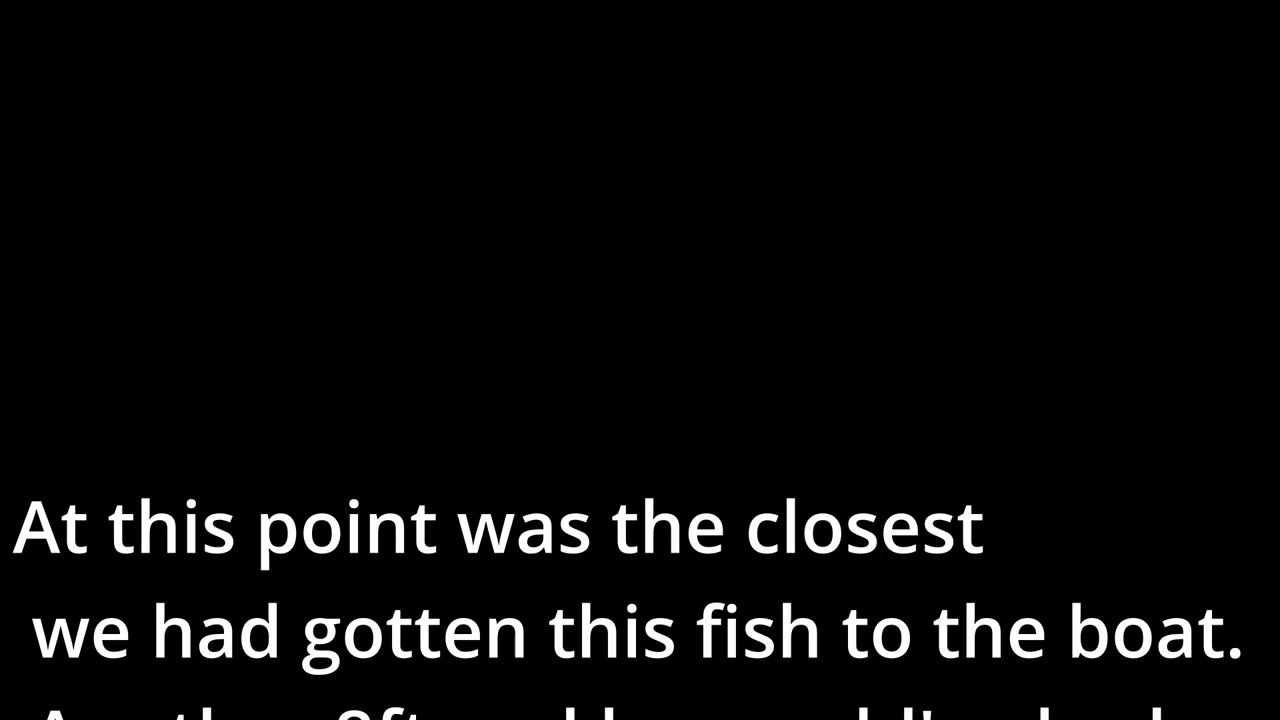 At this point was the closest
we had gotten this fish to the boat.